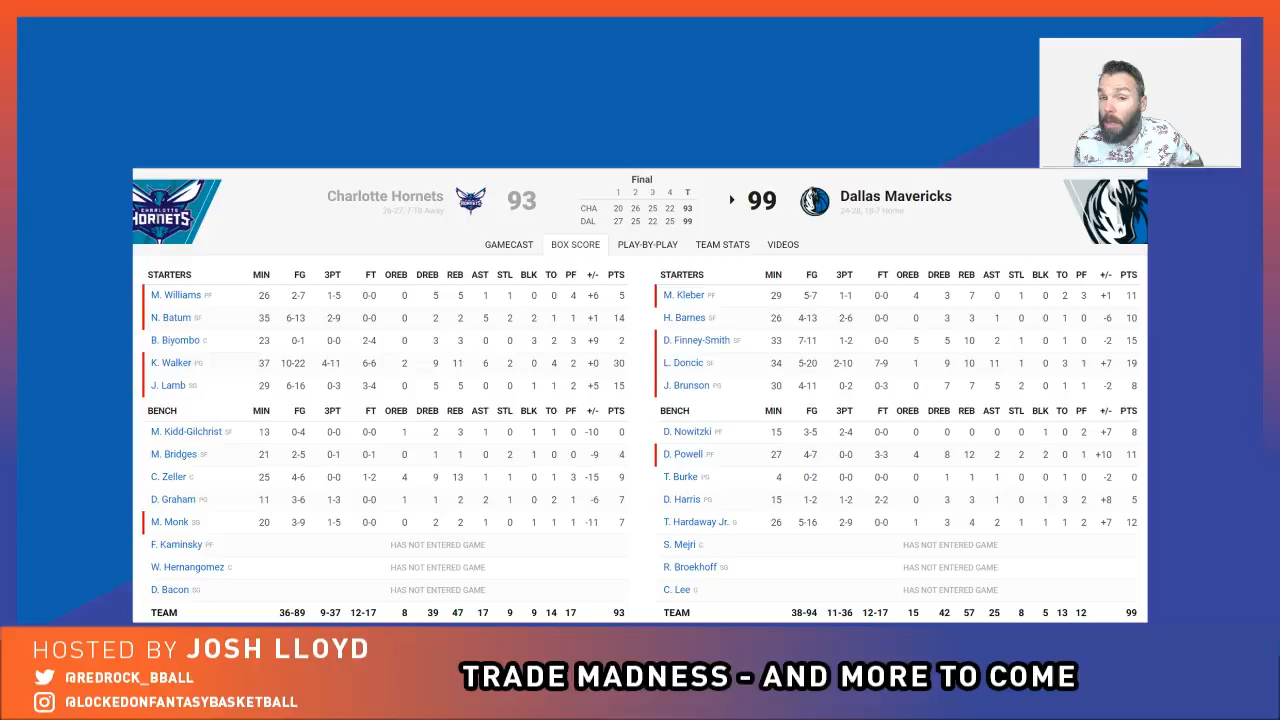 Final
Charlotte Hornets 93 1 2 3 4 T 99 Dallas Mavericks
26-27, 7-18 Away CHA 20 26 25 22 93 24-28, 18-7 Home
DAL 27 25 22 25 99
CHARLOTTE
HORNETS
GAMECAST BOX SCORE PLAY-BY-PLAY TEAM STATS VIDEOS
STARTERS MIN FG 3PT FT OREB DREB REB AST STL BLK TO PF +/- PTS
M. Williams PF 26 2-7 1-5 0-0 0 5 5 1 1 0 0 4 +6 5
N. Batum SF 35 6-13 2-9 0-0 0 2 2 5 2 2 1 1 +1 14
B. Biyombo C 23 0-1 0-0 2-4 0 3 3 0 0 3 2 3 +9 2
K. Walker PG 37 10-22 4-11 6-6 2 9 11 6 2 0 4 2 +0 30
J. Lamb SG 29 6-16 0-3 3-4 0 5 5 0 0 1 1 2 +5 15
BENCH MIN FG 3PT FT OREB DREB REB AST STL BLK TO PF +/- PTS
M. Kidd-Gilchrist SF 13 0-4 0-0 0-0 1 2 3 1 0 1 1 0 -10 0
M. Bridges SF 21 2-5 0-1 0-1 0 1 1 0 2 1 0 0 -9 4
C. Zeller C 25 4-6 0-0 1-2 4 9 13 1 1 0 1 3 -15 9
D. Graham PG 11 3-6 1-3 0-0 0 1 1 2 1 0 2 1 -6 7
M. Monk SG 20 3-9 1-5 0-0 0 2 2 1 0 1 1 1 -11 7
F. Kaminsky PF HAS NOT ENTERED GAME
W. Hernangomez C HAS NOT ENTERED GAME
D. Bacon SG HAS NOT ENTERED GAME
TEAM 36-89 9-37 12-17 8 39 47 17 9 9 14 17 93
STARTERS MIN FG 3PT FT OREB DREB REB AST STL BLK TO PF +/- PTS
M. Kleber PF 29 5-7 1-1 0-0 4 3 7 0 1 0 2 3 +1 11
H. Barnes SF 26 4-13 2-6 0-0 0 3 3 1 0 0 1 0 -6 10
D. Finney-Smith SF 33 7-11 1-2 0-0 5 5 10 2 1 0 1 0 -2 15
L. Doncic SF 34 5-20 2-10 7-9 1 9 10 11 1 0 3 1 +7 19
J. Brunson PG 30 4-11 0-2 0-3 0 7 7 5 2 0 1 1 -2 8
BENCH MIN FG 3PT FT OREB DREB REB AST STL BLK TO PF +/- PTS
D. Nowitzki PF 15 3-5 2-4 0-0 0 0 0 0 0 1 0 2 +7 8
D. Powell PF 27 4-7 0-0 3-3 4 8 12 2 2 2 0 1 +10 11
T. Burke PG 4 0-2 0-0 0-0 0 1 1 1 0 0 0 0 -2 0
D. Harris PG 15 1-2 1-2 2-2 0 3 3 1 0 1 3 2 +8 5
T. Hardaway Jr. G 26 5-16 2-9 0-0 1 3 4 2 1 1 1 2 +7 12
S. Mejri C HAS NOT ENTERED GAME
R. Broekhoff SG HAS NOT ENTERED GAME
C. Lee G HAS NOT ENTERED GAME
TEAM 38-94 11-36 12-17 15 42 57 25 8 5 13 12 99
HOSTED BY JOSH LLOYD
@REDROCK_BBALL
@LOCKEDONFANTASYBASKETBALL
TRADE MADNESS - AND MORE TO COME